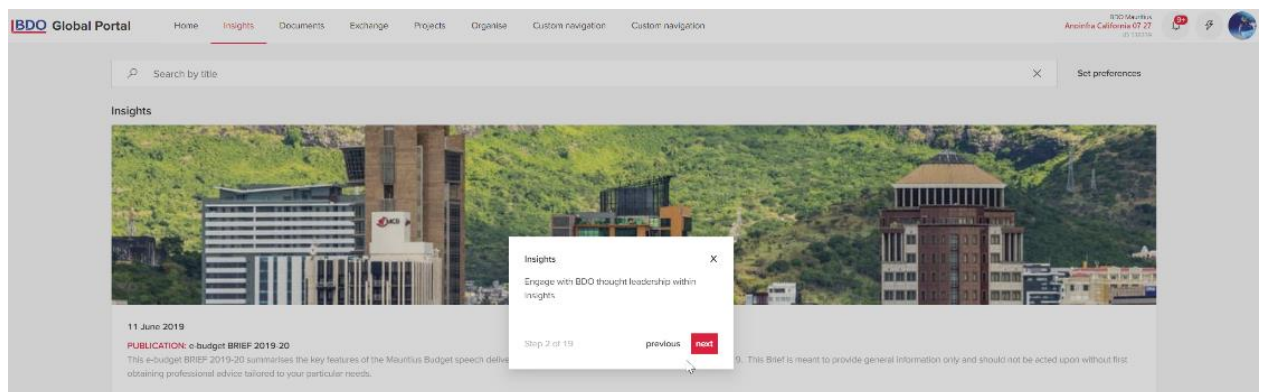 BDO Global Portal
Home Insights Documents Exchange Projects Organise Custom navigation Custom navigation
BDO Mauritius
9+
Search by title
X
Set preferences
Insights
MCB
Insights X
Engage with BDO thought leadership within
Insights
Step 2 of 19 previous next
11 June 2019
PUBLICATION: e-budget BRIEF 2019-20
This e-budget BRIEF 2019-20 summarises the key features of the Mauritius Budget speech delive 9. This Brief is meant to provide general information only and should not be acted upon without first
obtaining professional advice tailored to your particular needs.